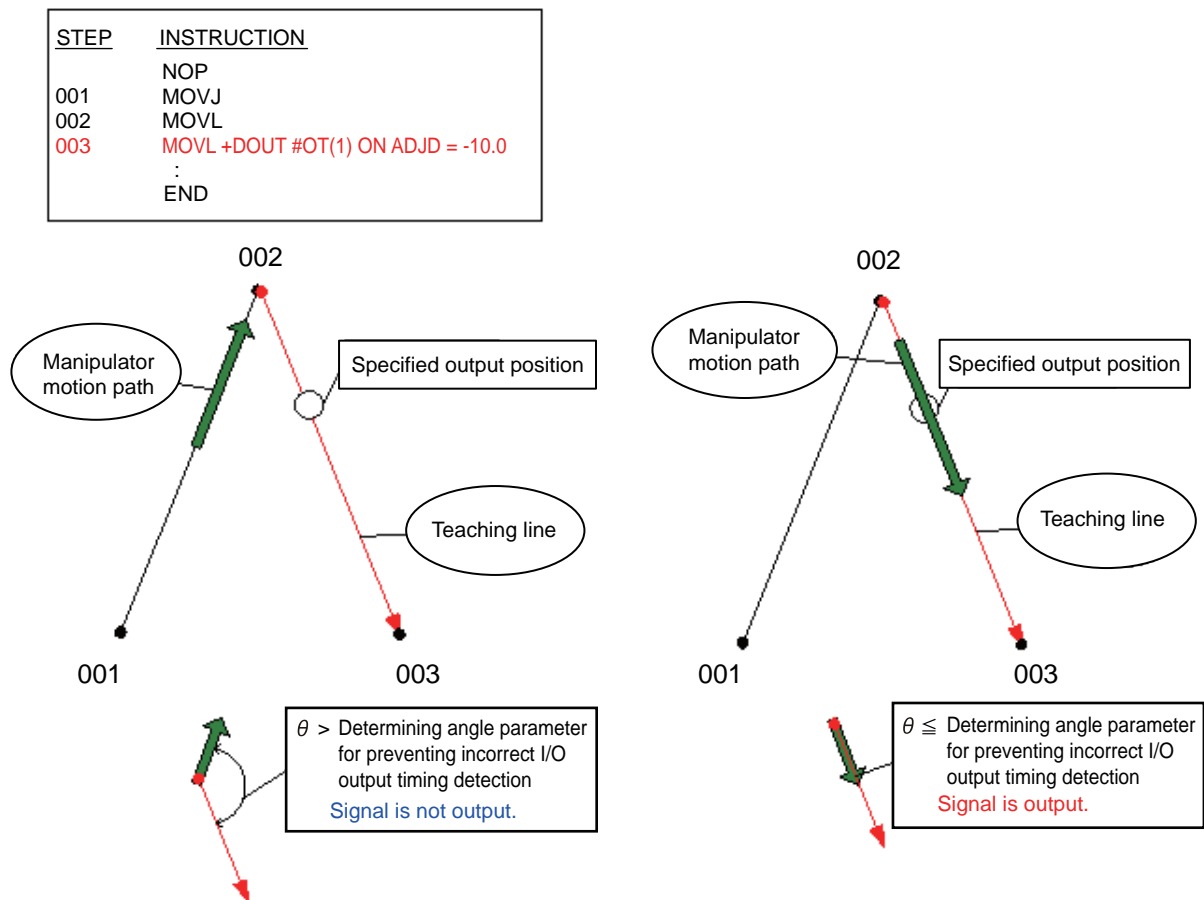 STEP INSTRUCTION
NOP
001 MOVJ
002 MOVL
003 MOVL +DOUT #OT(1) ON ADJD = -10.0
:
END
002
Manipulator
motion path
Specified output position
Teaching line
001
003
θ > Determining angle parameter
for preventing incorrect I/O
output timing detection
Signal is not output.
002
Manipulator
motion path
Specified output position
Teaching line
001
003
θ ≦ Determining angle parameter
for preventing incorrect I/O
output timing detection
Signal is output.